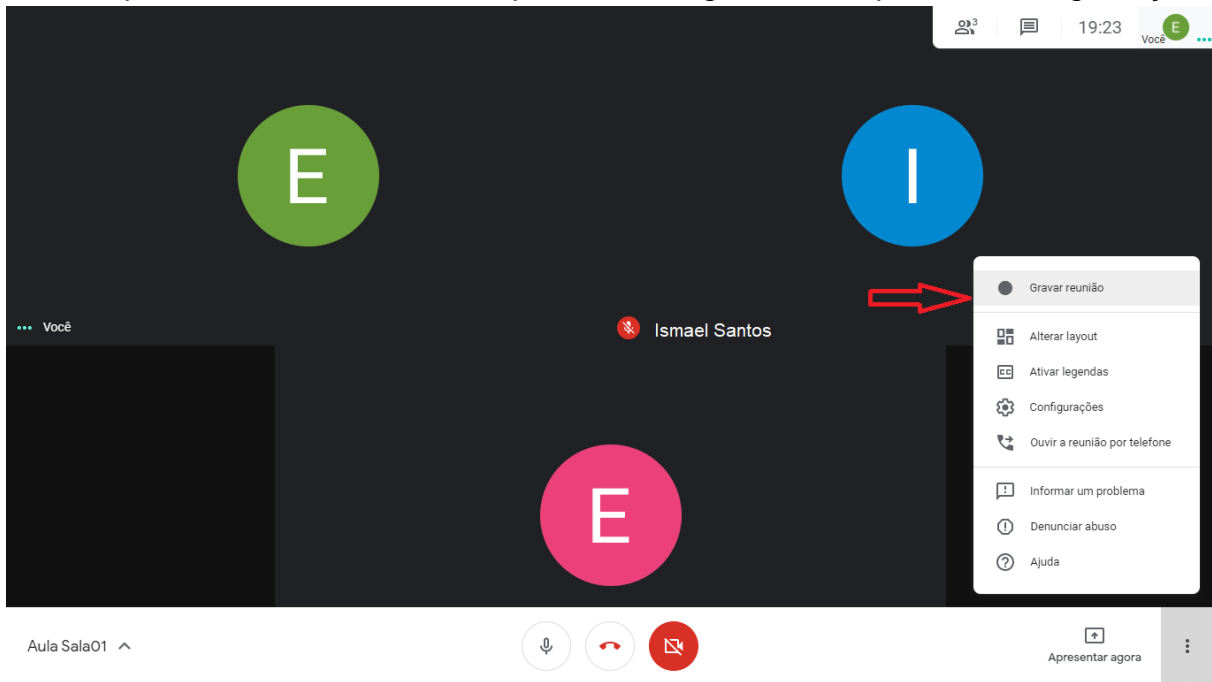 3
19:23
Você
E
E
I
Gravar reunião
Você
Ismael Santos
Alterar layout
CC Ativar legendas
Configurações
Ouvir a reunião por telefone
E
Informar um problema
Denunciar abuso
? Ajuda
Aula Sala01
Apresentar agora